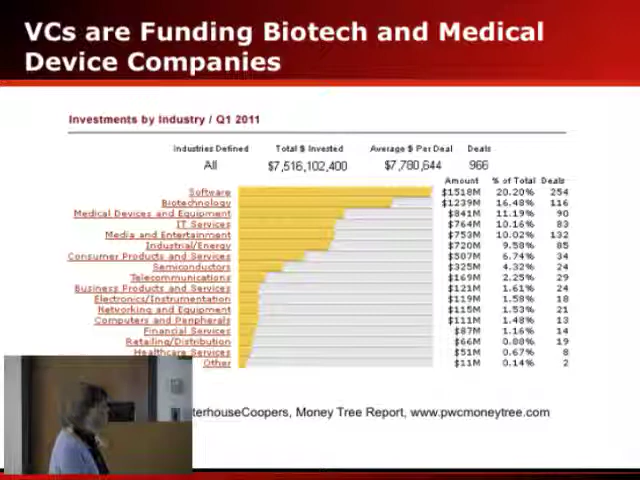 VCs are Funding Biotech and Medical
Device Companies
Investments by Industry / Q1 2011
Industries Defined Total $ Invested Average $ Per Deal Deals
All $7,516,102,400 $7,780,644 966
Amount % of Total Deals
Software $1518M 20.20% 254
Biotechnology $1239M 16.48% 116
Medical Devices and Equipment $841M 11.19% 90
IT Services $764M 10.16% 83
Media and Entertainment $753M 10.02% 132
Industrial/Energy $720M 9.58% 85
Consumer Products and Services $507M 6.74% 34
Semiconductors $325M 4.32% 24
Telecommunications $169M 2.25% 29
Business Products and Services $121M 1.61% 24
Electronics/Instrumentation $119M 1.58% 18
Networking and Equipment $115M 1.53% 21
Computers and Peripherals $111M 1.48% 13
Financial Services $87M 1.16% 14
Retailing/Distribution $66M 0.88% 19
Healthcare Services $51M 0.67% 8
Other $11M 0.14% 2
terhouseCoopers, Money Tree Report, www.pwcmoneytree.com